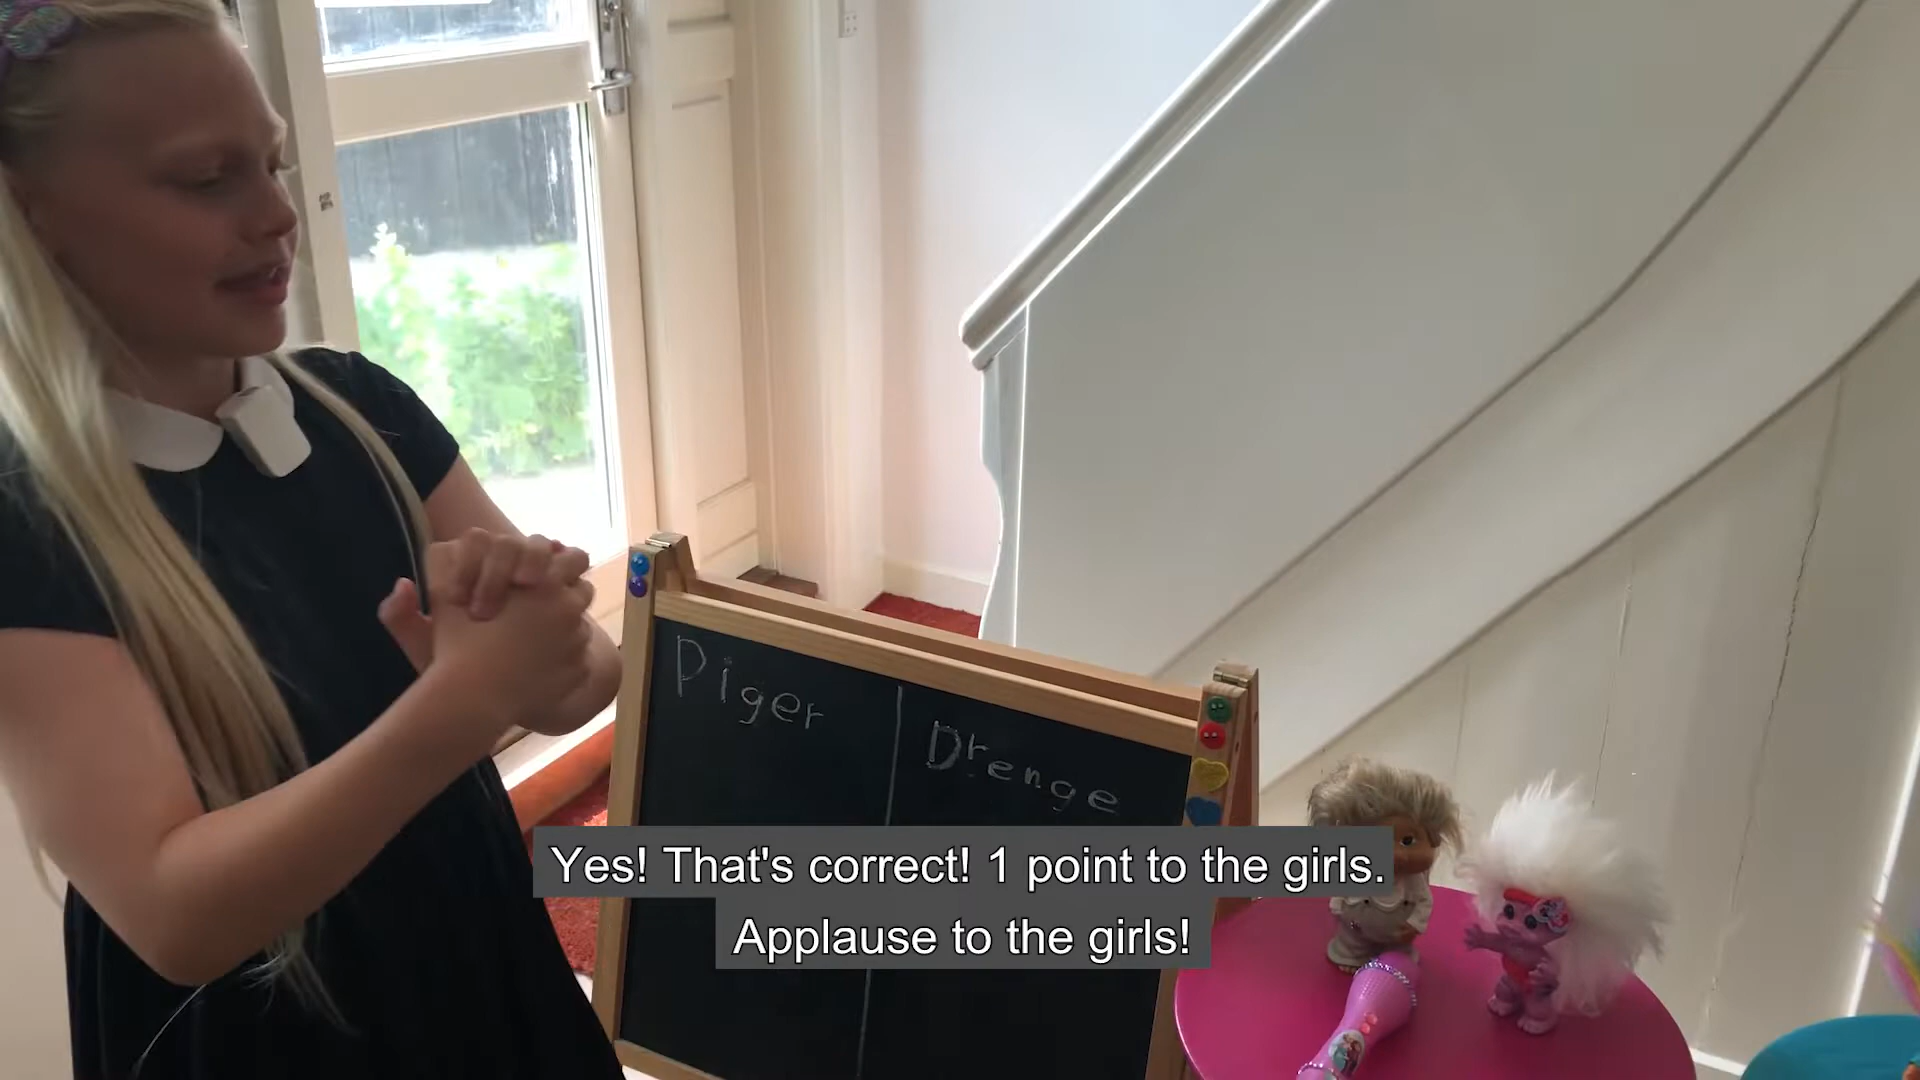 Piger
Drenge
Yes! That's correct! 1 point to the girls.
Applause to the girls!